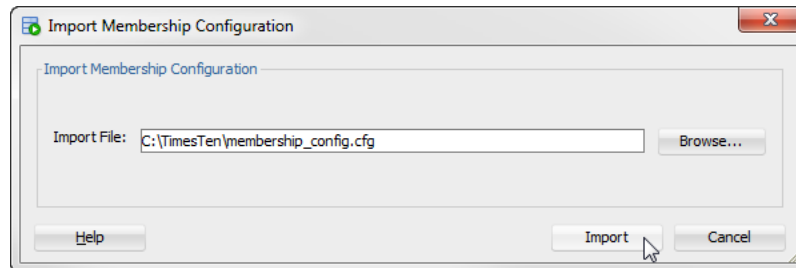 Import Membership Configuration
Import Membership Configuration
Import File: C:\TimesTen\membership_config.cfg Browse...
Help Import Cancel